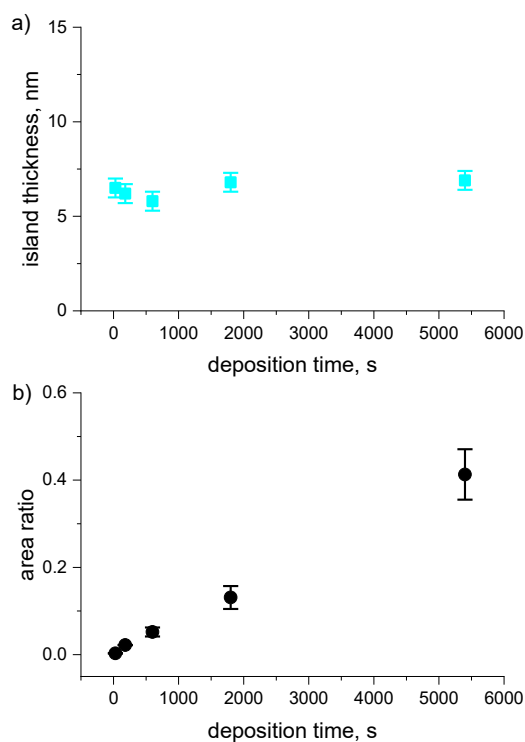 a)
15
10
5
0
island thickness, nm
0 1000 2000 3000 4000 5000 6000
deposition time, s
b)
0.6
0.4
0.2
0.0
area ratio
0 1000 2000 3000 4000 5000 6000
deposition time, s